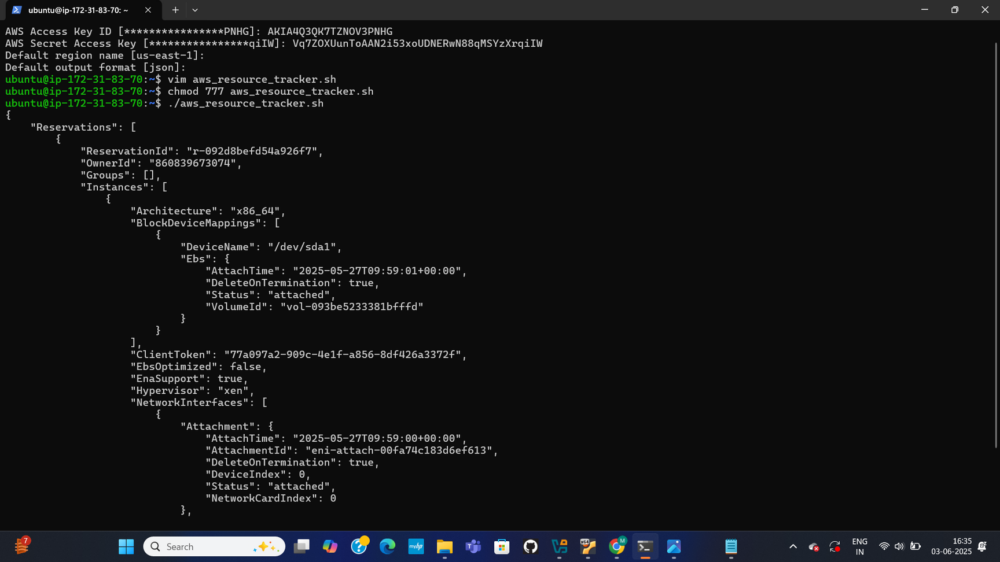 ubuntu@ip-172-31-83-70: ~
AWS Access Key ID [****************PNHG]: AKIA4Q3QK7TZNOV3PNHG
AWS Secret Access Key [****************qiIW]: 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
Default region name [us-east-1]:
Default output format [json]:
ubuntu@ip-172-31-83-70:~$ vim aws_resource_tracker.sh
ubuntu@ip-172-31-83-70:~$ chmod 777 aws_resource_tracker.sh
ubuntu@ip-172-31-83-70:~$ ./aws_resource_tracker.sh
{
    "Reservations": [
        {
            "ReservationId": "r-092d8befd54a926f7",
            "OwnerId": "860839673074",
            "Groups": [],
            "Instances": [
                {
                    "Architecture": "x86_64",
                    "BlockDeviceMappings": [
                        {
                            "DeviceName": "/dev/sda1",
                            "Ebs": {
                                "AttachTime": "2025-05-27T09:59:01+00:00",
                                "DeleteOnTermination": true,
                                "Status": "attached",
                                "VolumeId": "vol-093be5233381bfffd"
                            }
                        }
                    ],
                    "ClientToken": "77a097a2-909c-4e1f-a856-8df426a3372f",
                    "EbsOptimized": false,
                    "EnaSupport": true,
                    "Hypervisor": "xen",
                    "NetworkInterfaces": [
                        {
                            "Attachment": {
                                "AttachTime": "2025-05-27T09:59:00+00:00",
                                "AttachmentId": "eni-attach-00fa74c183d6ef613",
                                "DeleteOnTermination": true,
                                "DeviceIndex": 0,
                                "Status": "attached",
                                "NetworkCardIndex": 0
                            },
7
Search
myhp
X64
M
ENG
IN
16:35
03-06-2025